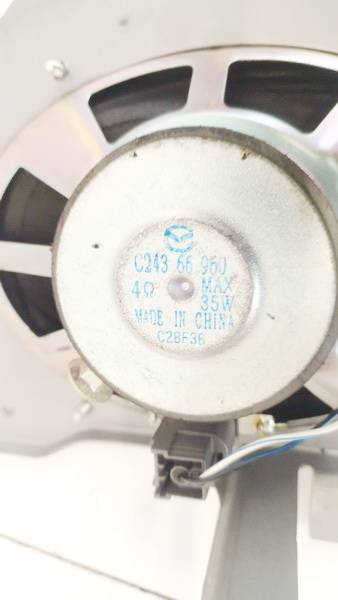 C243 66 960
4Ω MAX
35W
MADE IN CHINA
C28F36